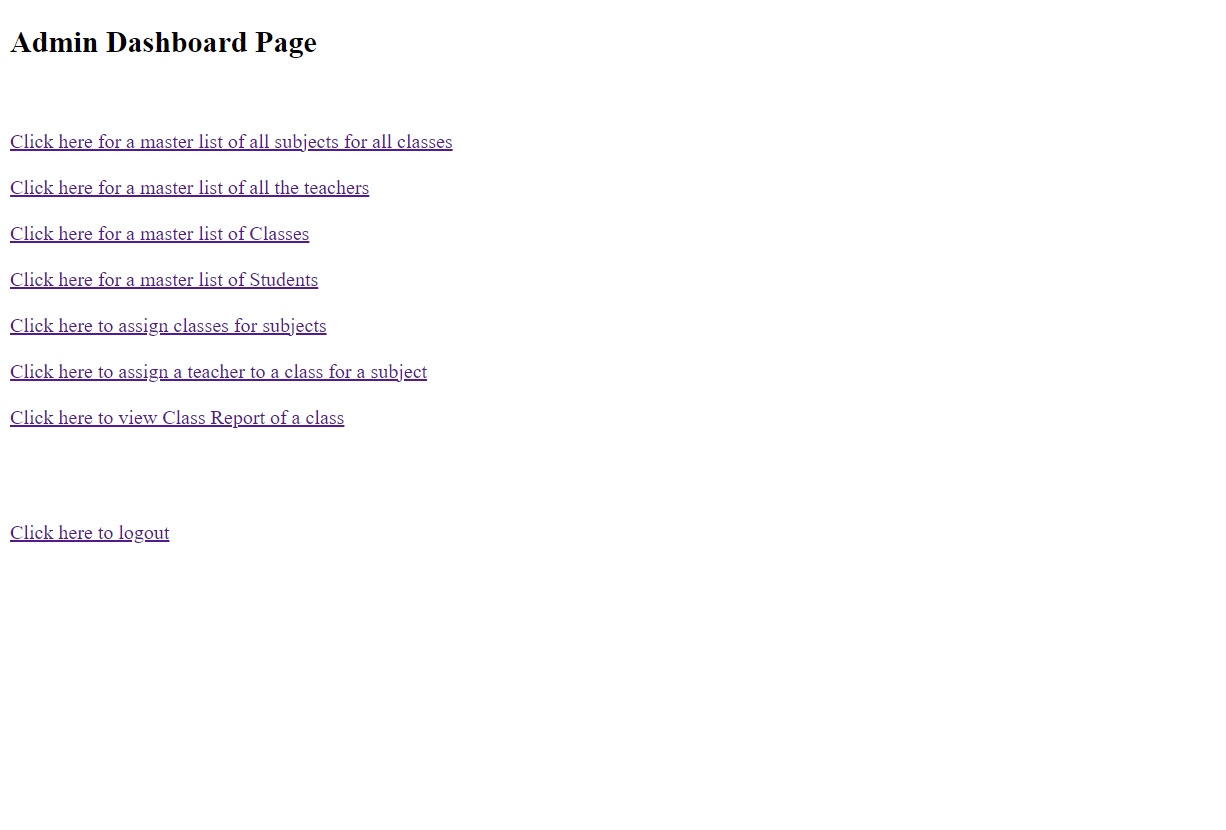 Admin Dashboard Page
Click here for a master list of all subjects for all classes
Click here for a master list of all the teachers
Click here for a master list of Classes
Click here for a master list of Students
Click here to assign classes for subjects
Click here to assign a teacher to a class for a subject
Click here to view Class Report of a class
Click here to logout